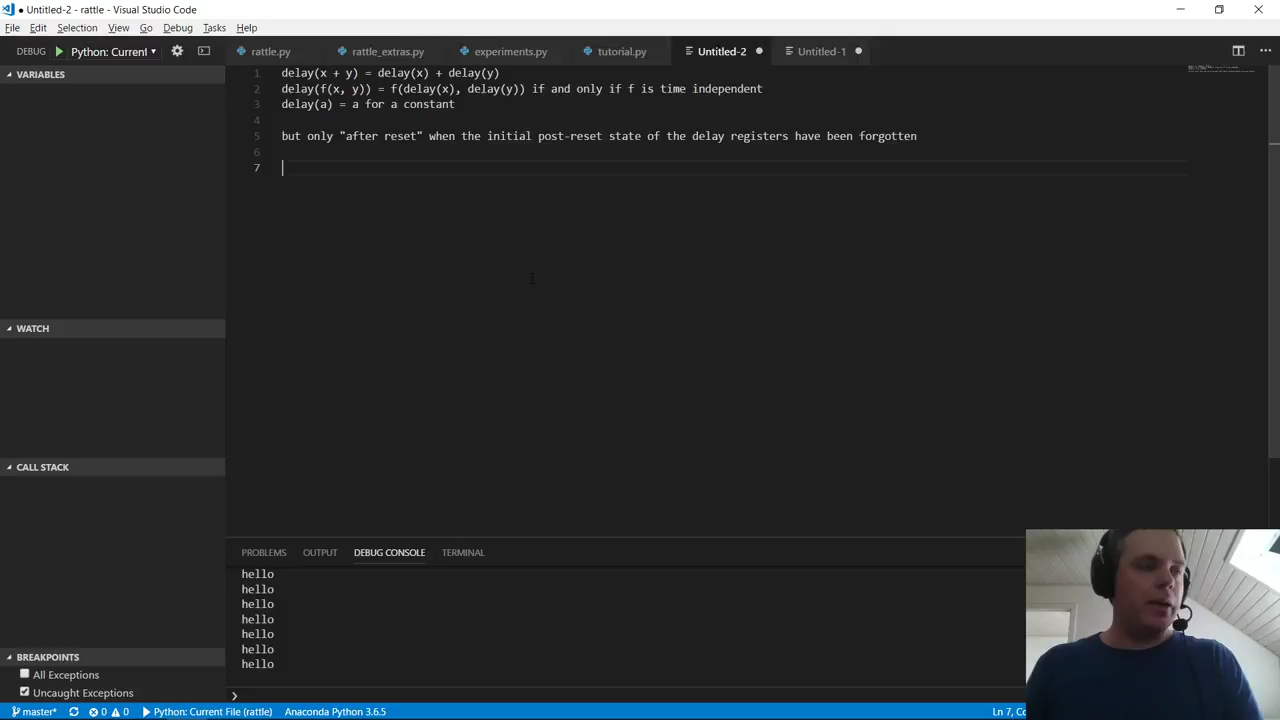 ● Untitled-2 - rattle - Visual Studio Code
File Edit Selection View Go Debug Tasks Help
DEBUG Python: Current rattle.py rattle_extras.py experiments.py tutorial.py Untitled-2 Untitled-1
VARIABLES
1 delay(x + y) = delay(x) + delay(y)
2 delay(f(x, y)) = f(delay(x), delay(y)) if and only if f is time independent
3 delay(a) = a for a constant
4
5 but only "after reset" when the initial post-reset state of the delay registers have been forgotten
6
7
WATCH
CALL STACK
PROBLEMS OUTPUT DEBUG CONSOLE TERMINAL
hello
hello
hello
hello
hello
hello
hello
BREAKPOINTS
All Exceptions
Uncaught Exceptions
master* 0 0 Python: Current File (rattle) Anaconda Python 3.6.5 Ln 7,